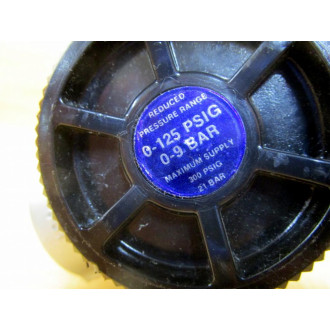 REDUCED
PRESSURE RANGE
0-125 PSIG
0-9 BAR
MAXIMUM SUPPLY
300 PSIG
21 BAR